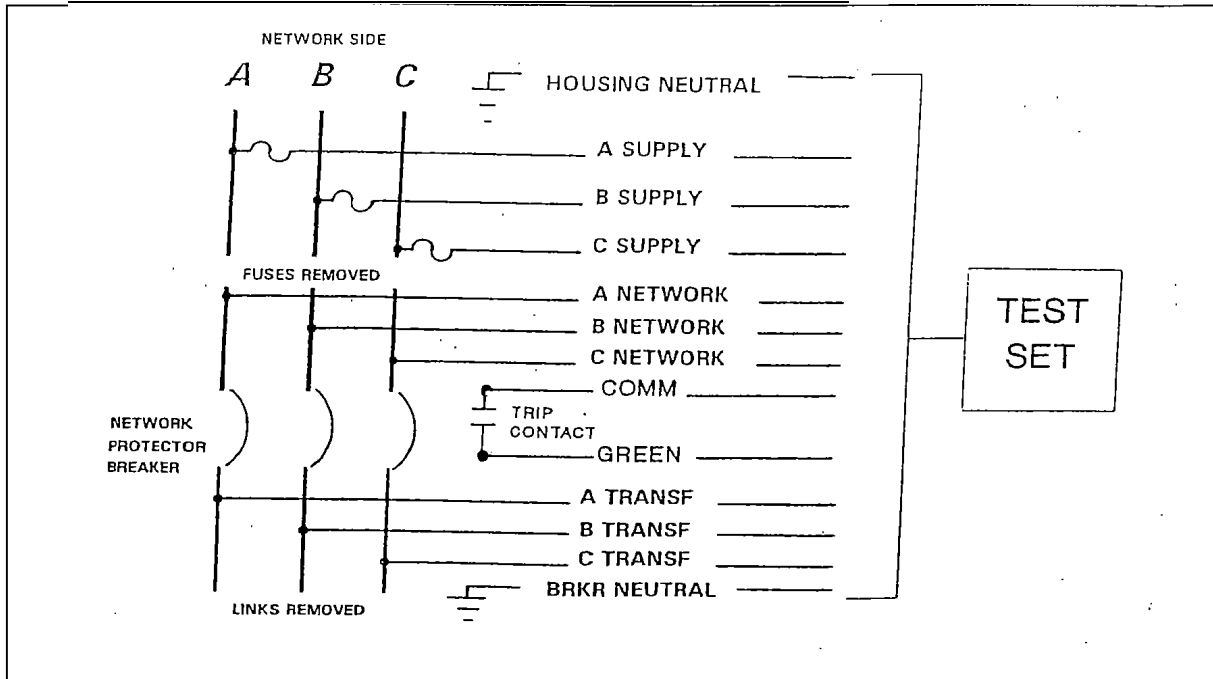 NETWORK SIDE
A B C
HOUSING NEUTRAL
A SUPPLY
B SUPPLY
C SUPPLY
FUSES REMOVED
A NETWORK
B NETWORK
C NETWORK
COMM
TRIP
CONTACT
GREEN
NETWORK
PROTECTOR
BREAKER
A TRANSF
B TRANSF
C TRANSF
BRKR NEUTRAL
LINKS REMOVED
TEST
SET